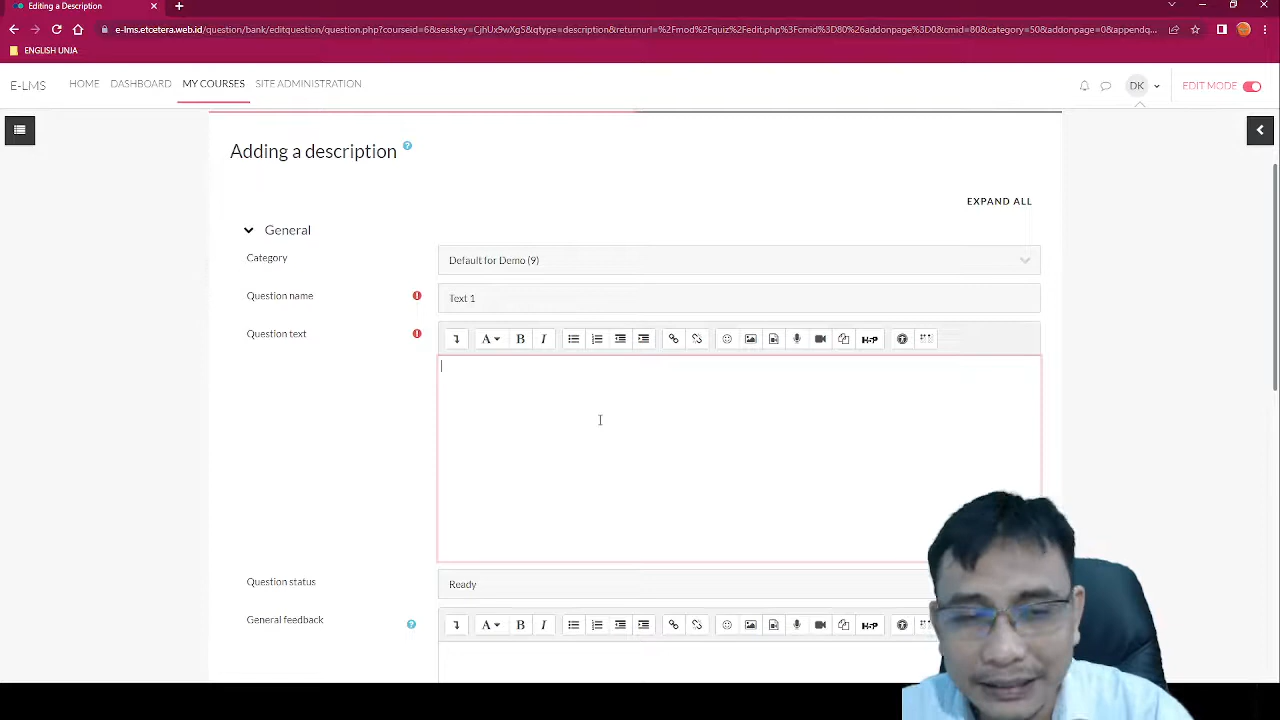 Editing a Description
e-lms.etcetera.web.id/question/bank/editquestion/question.php?courseid=6&sesskey=CjhUx9wXg5&qtype=description&returnurl=%2Fmod%2Fquiz%2Fedit.php%3Fcmid%3D80%26addonpage%3D0&cmid=80&category=50&addonpage=0&appendq...
ENGLISH UNJA
E-LMS HOME DASHBOARD MY COURSES SITE ADMINISTRATION DK EDIT MODE
Adding a description
EXPAND ALL
General
Category Default for Demo (9)
Question name Text 1
Question text A B I H-P
Question status Ready
General feedback A B I H-P